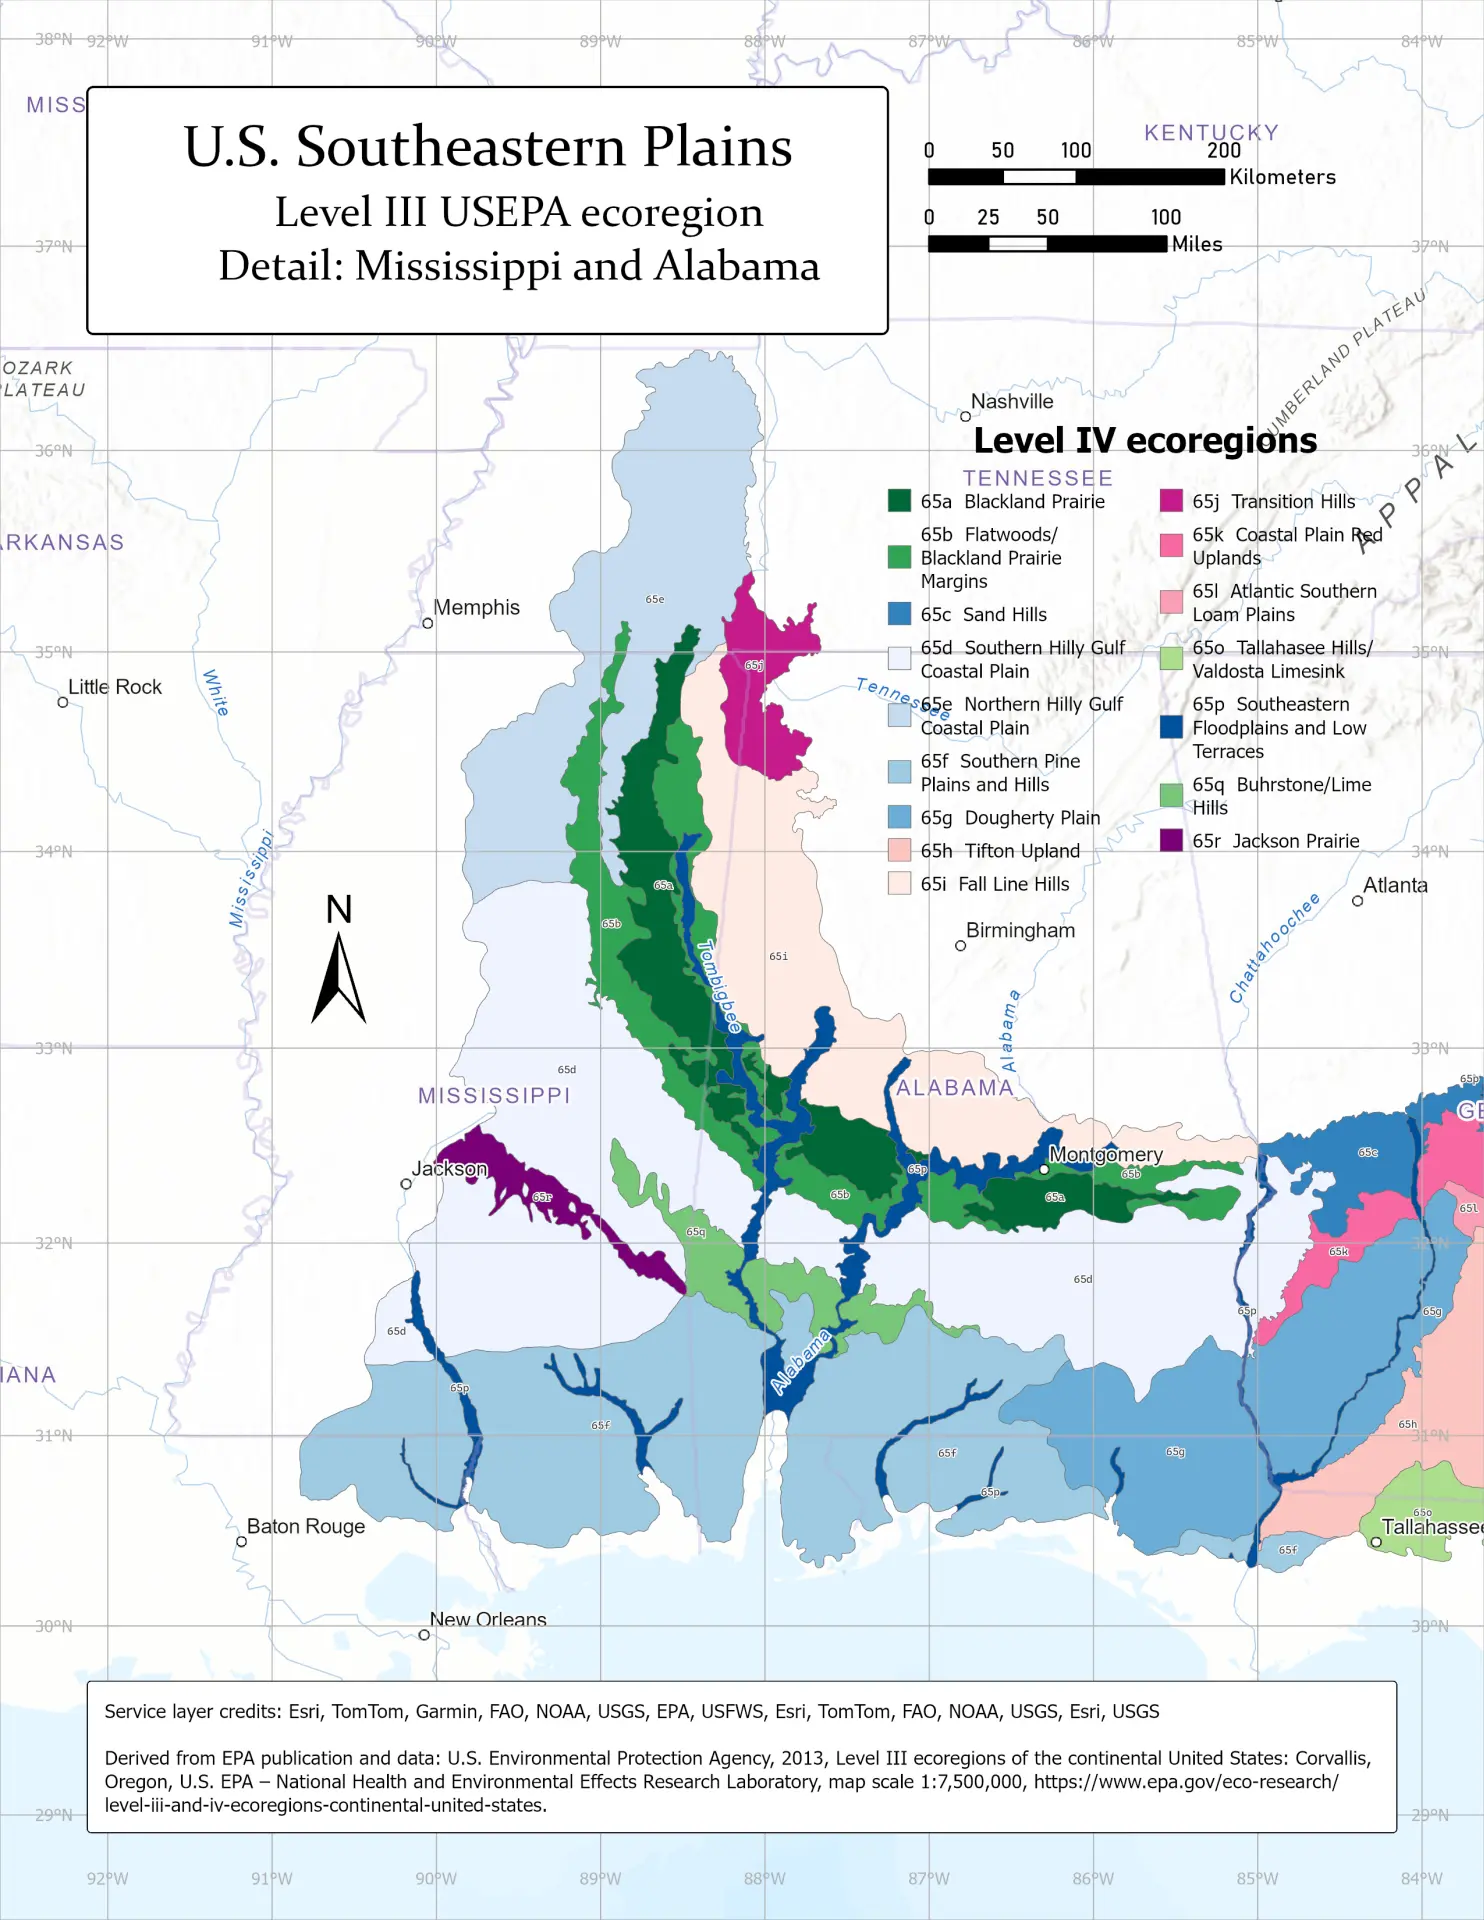 38°N
92°W
91°W
90°W
89°W
88°W
87°W
86°W
85°W
84°W
MISS
U.S. Southeastern Plains
Level III USEPA ecoregion
Detail: Mississippi and Alabama
KENTUCKY
0 50 100 200
Kilometers
0 25 50 100
Miles
37°N
37°N
OZARK
PLATEAU
CUMBERLAND PLATEAU
APPAL
Nashville
Level IV ecoregions
TENNESSEE
36°N
36°N
65a Blackland Prairie
65b Flatwoods/
Blackland Prairie
Margins
65c Sand Hills
65d Southern Hilly Gulf
Coastal Plain
65e Northern Hilly Gulf
Coastal Plain
65f Southern Pine
Plains and Hills
65g Dougherty Plain
65h Tifton Upland
65i Fall Line Hills
65j Transition Hills
65k Coastal Plain Red
Uplands
65l Atlantic Southern
Loam Plains
65o Tallahasee Hills/
Valdosta Limesink
65p Southeastern
Floodplains and Low
Terraces
65q Buhrstone/Lime
Hills
65r Jackson Prairie
ARKANSAS
65e
Memphis
35°N
35°N
65j
Little Rock
White
Tennessee
Mississippi
34°N
34°N
65a
Atlanta
N
65b
Birmingham
65i
Tombigbee
Chattahoochee
Alabama
33°N
33°N
65d
65p
MISSISSIPPI
ALABAMA
GE
Jackson
Montgomery
65c
65p
65b
65r
65b
65a
65l
65q
32°N
32°N
65k
65d
65p
65g
65d
Alabama
IANA
65p
65f
65h
31°N
31°N
65f
65g
65p
65o
Baton Rouge
Tallahassee
65f
New Orleans
30°N
30°N
Service layer credits: Esri, TomTom, Garmin, FAO, NOAA, USGS, EPA, USFWS, Esri, TomTom, FAO, NOAA, USGS, Esri, USGS
Derived from EPA publication and data: U.S. Environmental Protection Agency, 2013, Level III ecoregions of the continental United States: Corvallis,
Oregon, U.S. EPA – National Health and Environmental Effects Research Laboratory, map scale 1:7,500,000, https://www.epa.gov/eco-research/
level-iii-and-iv-ecoregions-continental-united-states.
29°N
29°N
92°W
91°W
90°W
89°W
88°W
87°W
86°W
85°W
84°W